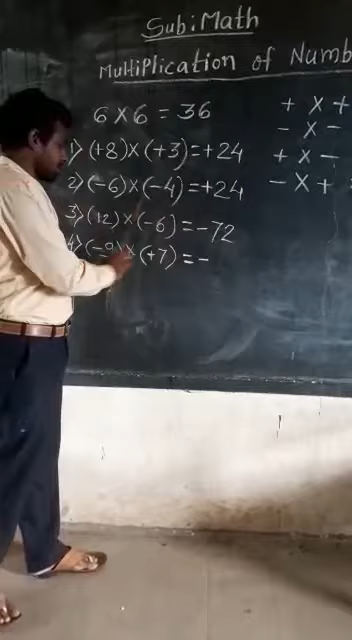 Sub:Math
Multiplication of Numb
6 × 6 = 36
1) (+8) × (+3) = +24
2) (-6) × (-4) = +24
3) (12) × (-6) = -72
4) (-9) × (+7) = -
+ × +
- × -
+ × -
- × +